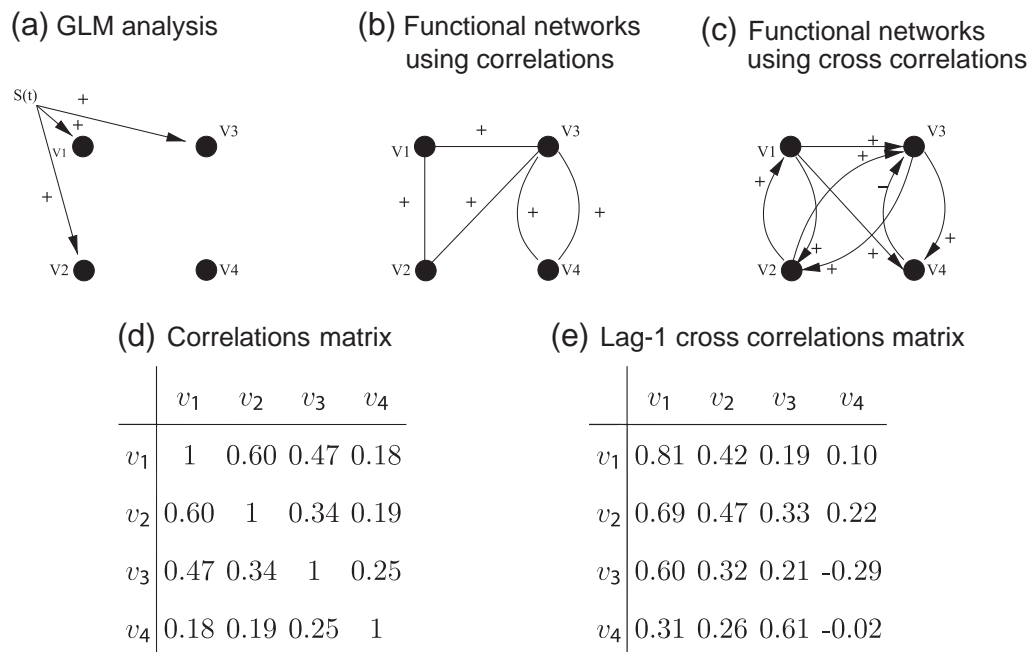 (a) GLM analysis
(b) Functional networks
using correlations
(c) Functional networks
using cross correlations
S(t)
+
+
V1
V3
+
V2
V4
V1
+
V3
+
+
+
+
V2
V4
V1
+
V3
+
+
–
+
+
+
+
V2
V4
(d) Correlations matrix
v1 v2 v3 v4
v1 1 0.60 0.47 0.18
v2 0.60 1 0.34 0.19
v3 0.47 0.34 1 0.25
v4 0.18 0.19 0.25 1
(e) Lag-1 cross correlations matrix
v1 v2 v3 v4
v1 0.81 0.42 0.19 0.10
v2 0.69 0.47 0.33 0.22
v3 0.60 0.32 0.21 -0.29
v4 0.31 0.26 0.61 -0.02